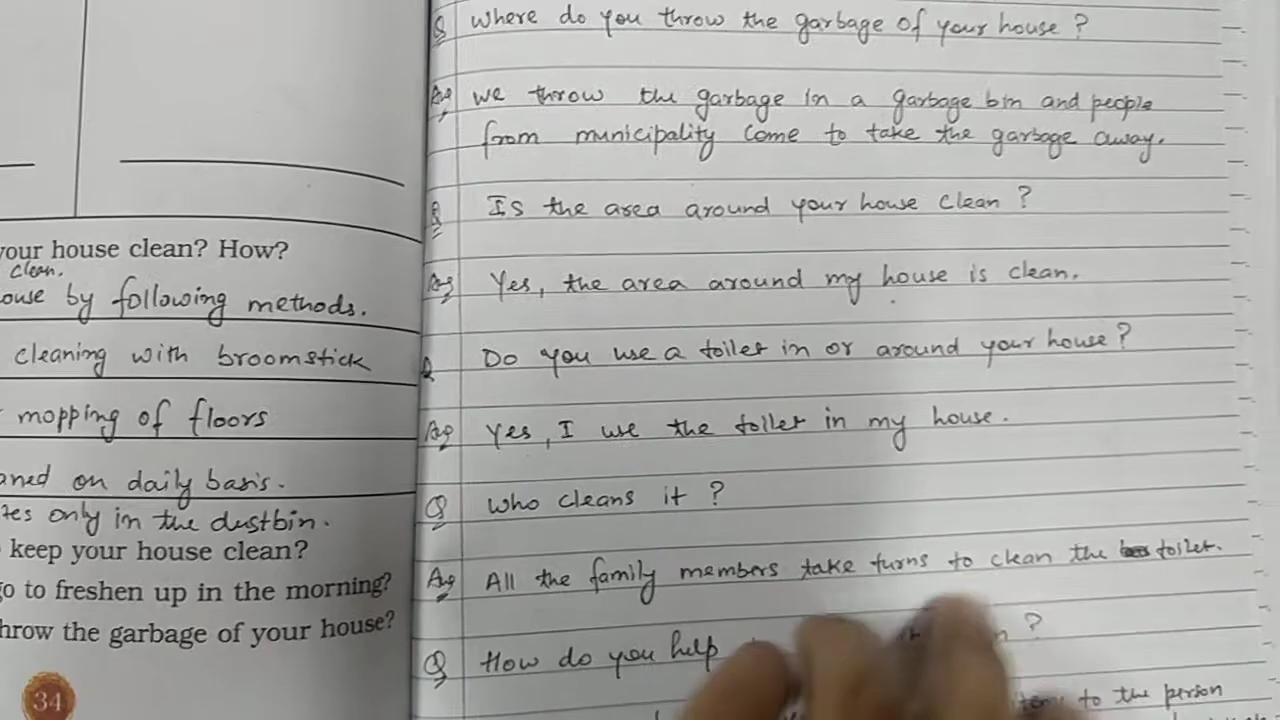 your house clean? How?
clean.
ouse by following methods.
cleaning with broomstick
mopping of floors
aned on daily basis.
tes only in the dustbin.
keep your house clean?
go to freshen up in the morning?
hrow the garbage of your house?
34
Q Where do you throw the garbage of your house?
Ans we throw the garbage in a garbage bin and people
from municipality come to take the garbage away.
Q Is the area around your house clean?
Ans Yes, the area around my house is clean.
Q Do you use a toilet in or around your house?
Ans Yes, I use the toilet in my house.
Q Who cleans it?
Ans All the family members take turns to clean the toilet.
Q How do you help ?
to the person